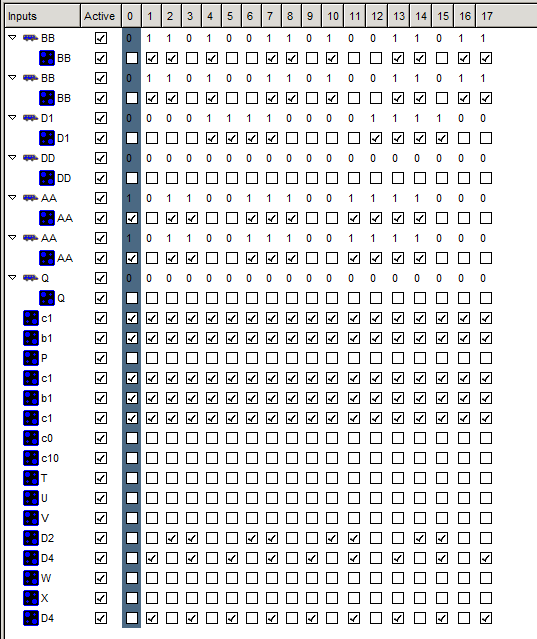 Inputs Active 0 1 2 3 4 5 6 7 8 9 10 11 12 13 14 15 16 17
BB 0 1 1 0 1 0 0 1 1 0 1 0 0 1 1 0 1 1
BB
BB 0 1 1 0 1 0 0 1 1 0 1 0 0 1 1 0 1 1
BB
D1 0 0 0 0 1 1 1 1 0 0 0 0 1 1 1 1 0 0
D1
DD 0 0 0 0 0 0 0 0 0 0 0 0 0 0 0 0 0 0
DD
AA 1 0 1 1 0 0 1 1 1 0 0 1 1 1 1 0 0 0
AA
AA 1 0 1 1 0 0 1 1 1 0 0 1 1 1 1 0 0 0
AA
Q 0 0 0 0 0 0 0 0 0 0 0 0 0 0 0 0 0 0
Q
c1
b1
P
c1
b1
c1
c0
c10
T
U
V
D2
D4
W
X
D4